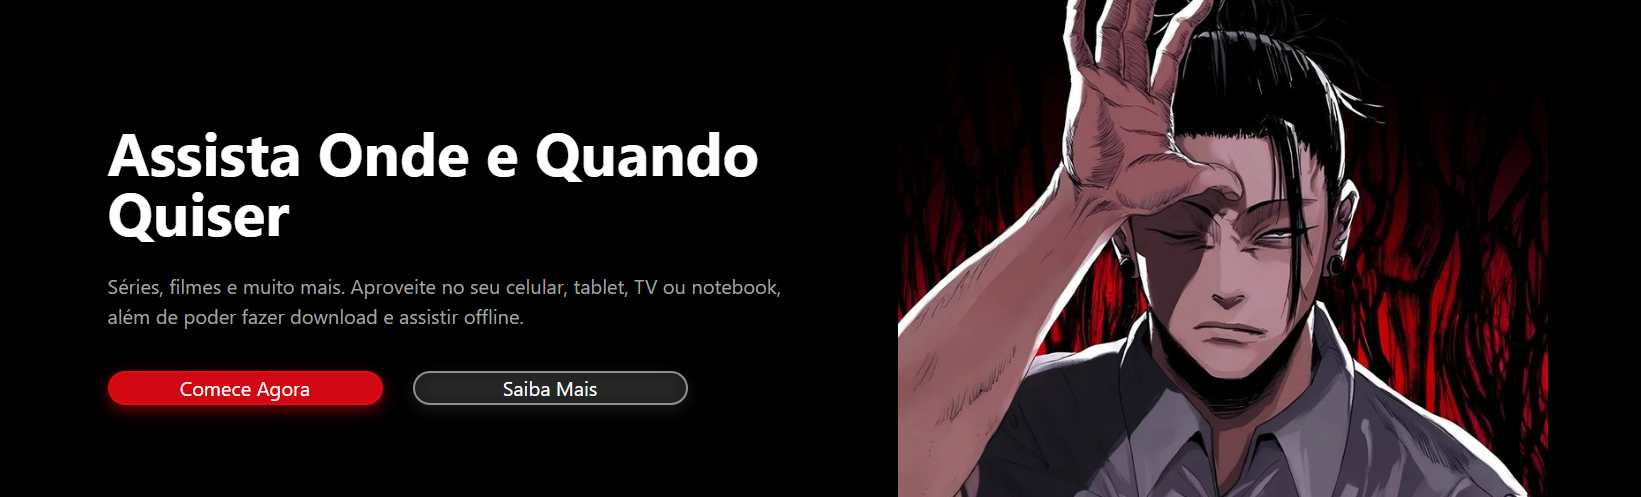 Assista Onde e Quando
Quiser
Séries, filmes e muito mais. Aproveite no seu celular, tablet, TV ou notebook,
além de poder fazer download e assistir offline.
Comece Agora
Saiba Mais